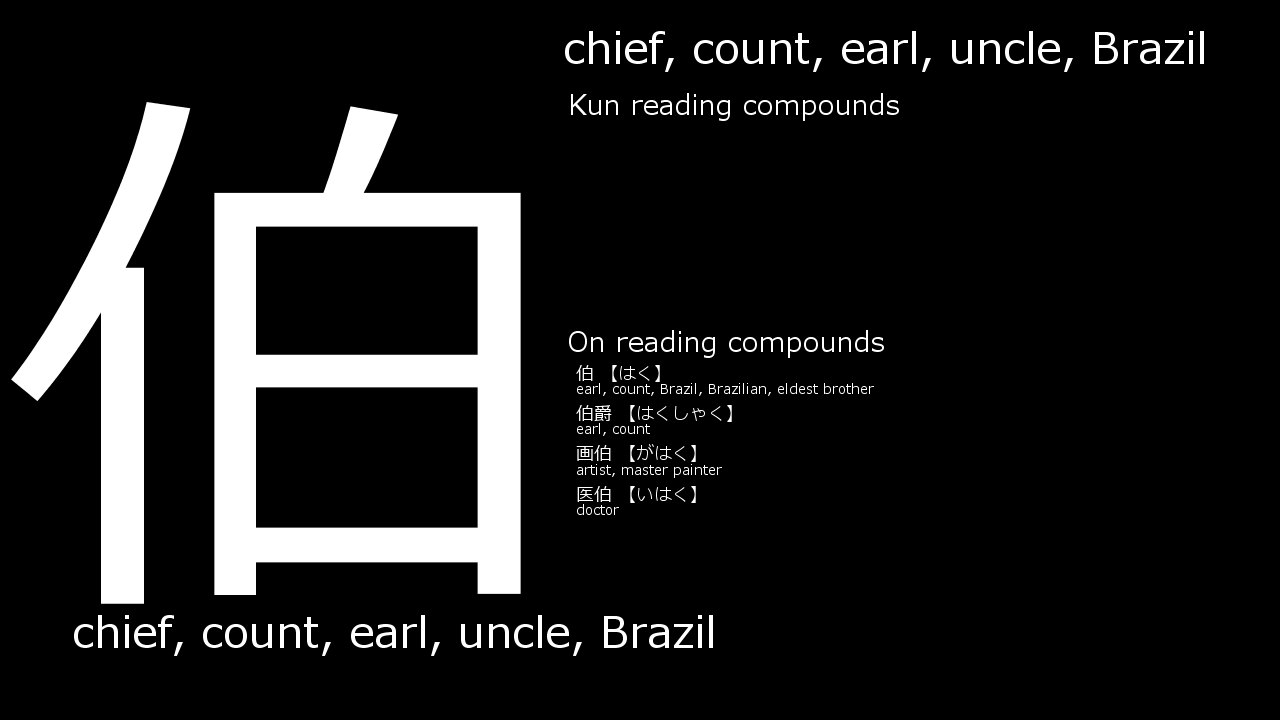 伯
chief, count, earl, uncle, Brazil
chief, count, earl, uncle, Brazil
Kun reading compounds
On reading compounds
伯 【はく】
earl, count, Brazil, Brazilian, eldest brother
伯爵 【はくしゃく】
earl, count
画伯 【がはく】
artist, master painter
医伯 【いはく】
doctor